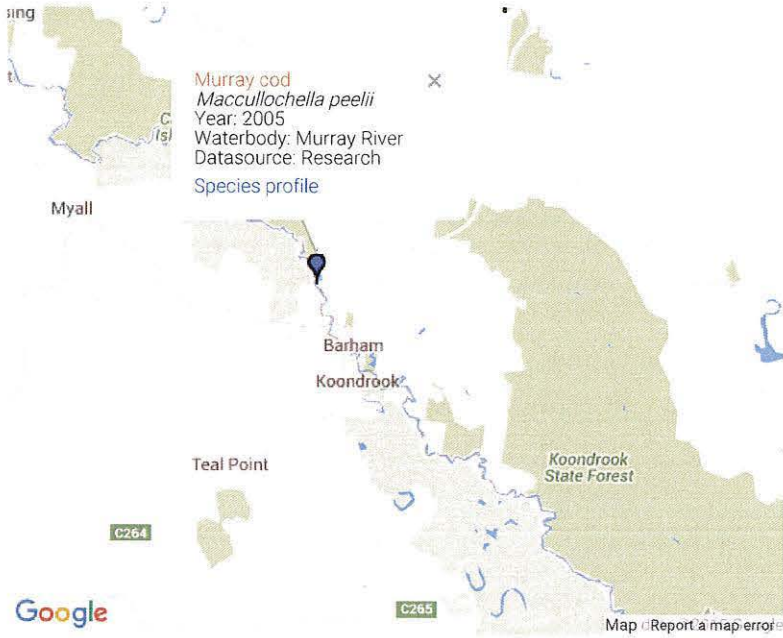 Murray cod
Maccullochella peelii
Year: 2005
Waterbody: Murray River
Datasource: Research
Species profile
Myall
Barham
Koondrook
Teal Point
Koondrook
State Forest
C264
C265
Google
Map
Report a map error